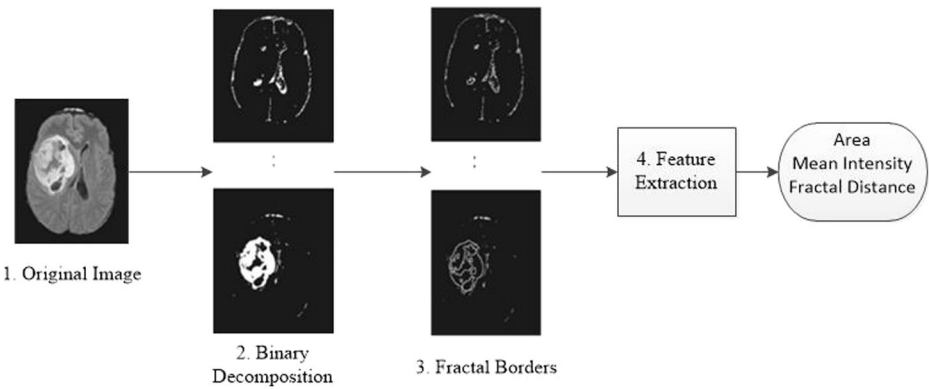 1. Original Image
2. Binary
Decomposition
3. Fractal Borders
4. Feature
Extraction
Area
Mean Intensity
Fractal Distance